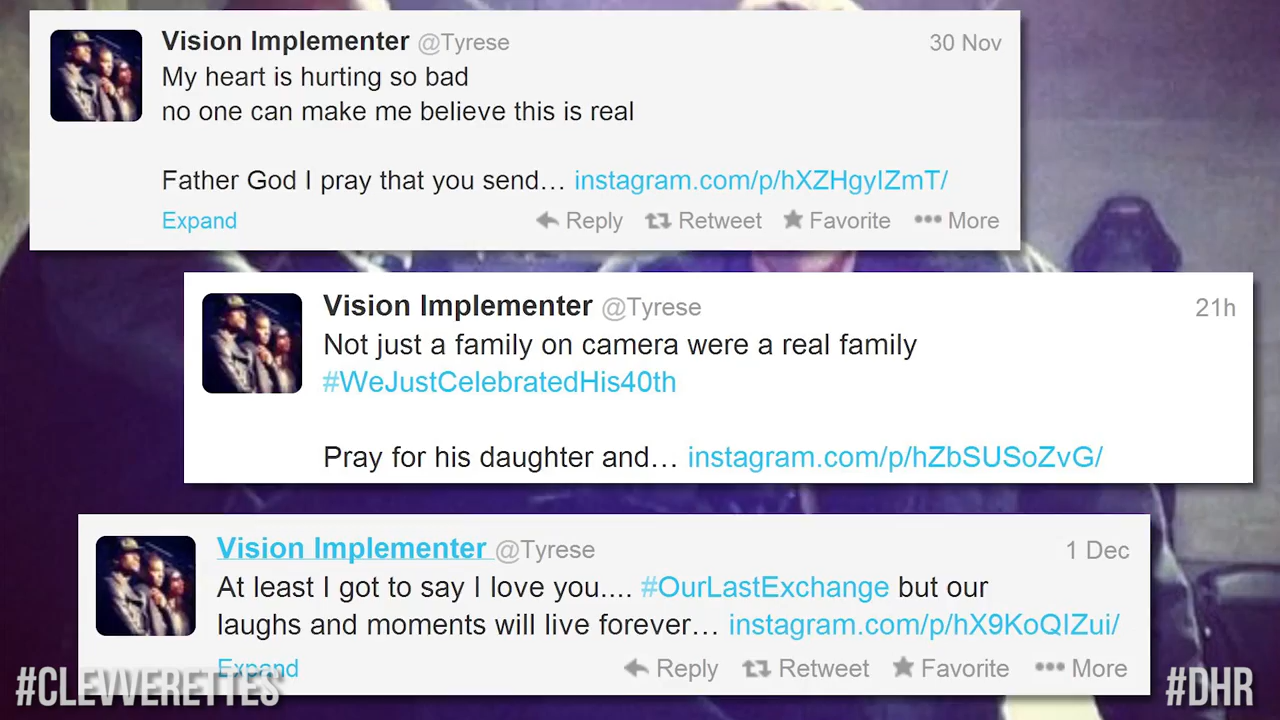 Vision Implementer @Tyrese 30 Nov
My heart is hurting so bad
no one can make me believe this is real
Father God I pray that you send… instagram.com/p/hXZHgyIZmT/
Expand Reply Retweet Favorite More
Vision Implementer @Tyrese 21h
Not just a family on camera were a real family
#WeJustCelebratedHis40th
Pray for his daughter and… instagram.com/p/hZbSUSoZvG/
Vision Implementer @Tyrese 1 Dec
At least I got to say I love you.... #OurLastExchange but our
laughs and moments will live forever… instagram.com/p/hX9KoQIZui/
Expand Reply Retweet Favorite More
#CLEVVERETTES #DHR